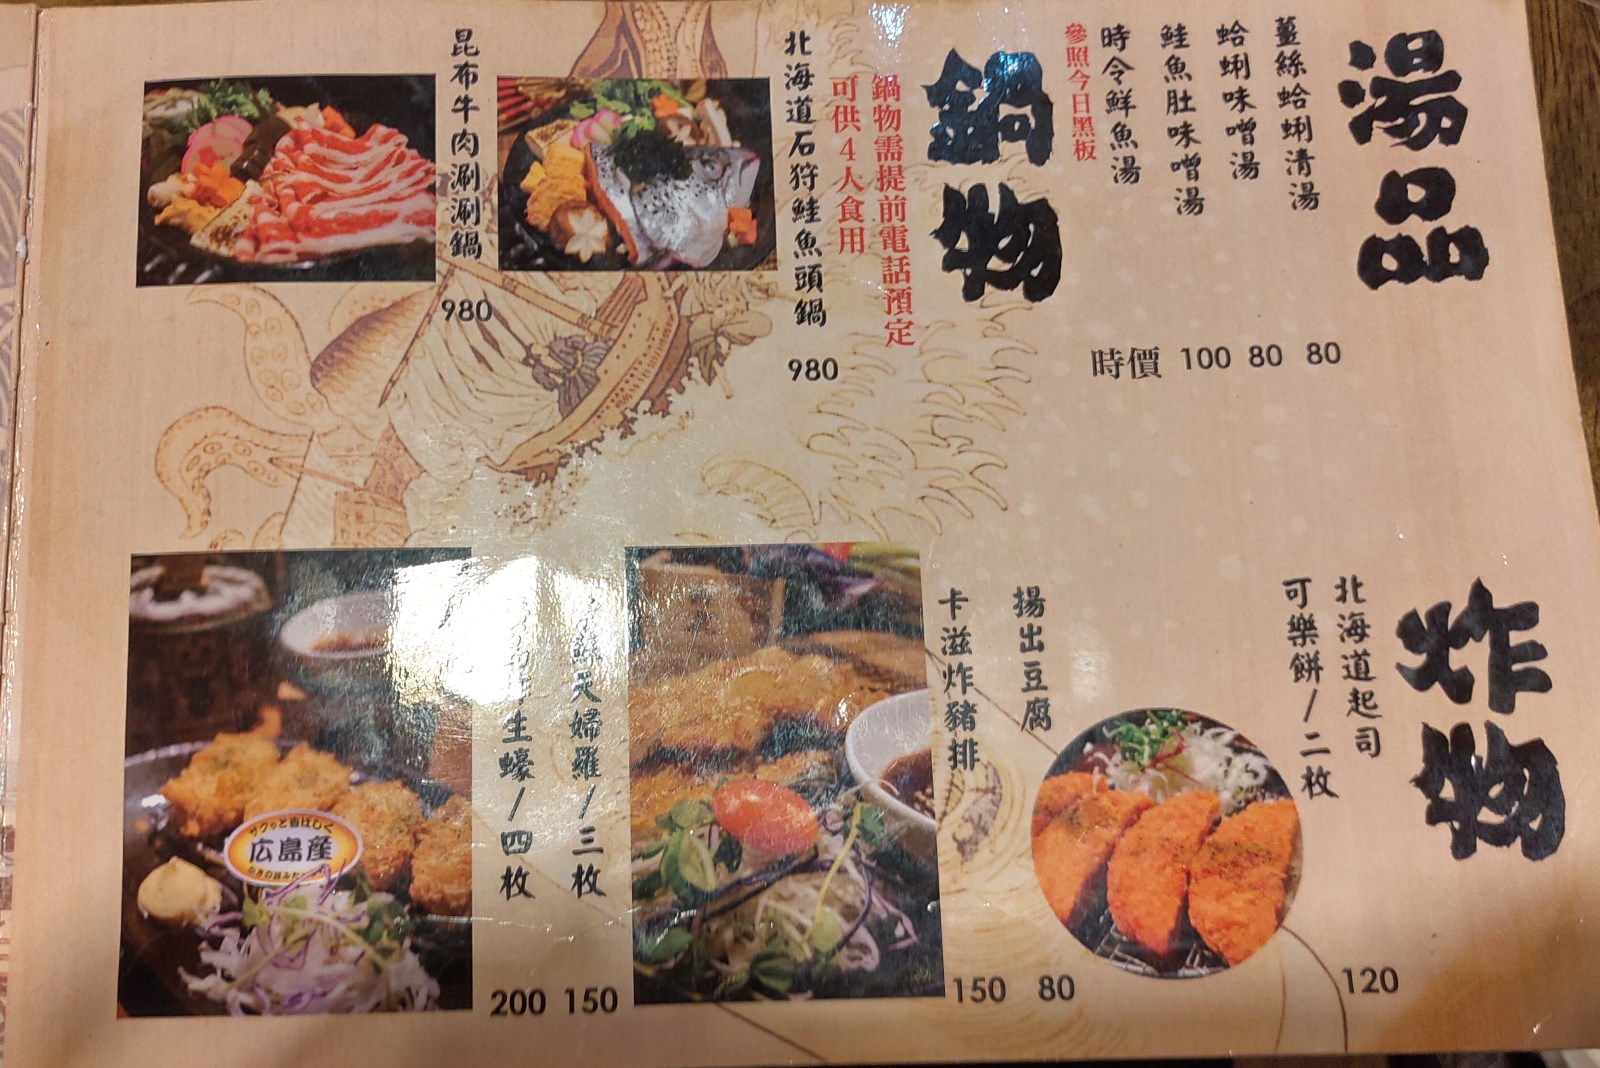 湯品
薑絲蛤蜊清湯
80
蛤蜊味噌湯
80
鮭魚肚味噌湯
100
時令鮮魚湯
參照今日黑板
時價
鍋物
鍋物需提前電話預定
可供4人食用
北海道石狩鮭魚頭鍋
980
昆布牛肉涮涮鍋
980
炸物
北海道起司
可樂餅/二枚
120
揚出豆腐
80
卡滋炸豬排
150
天婦羅/三枚
150
生蠔/四枚
200
サクッと香ばしく
広島産